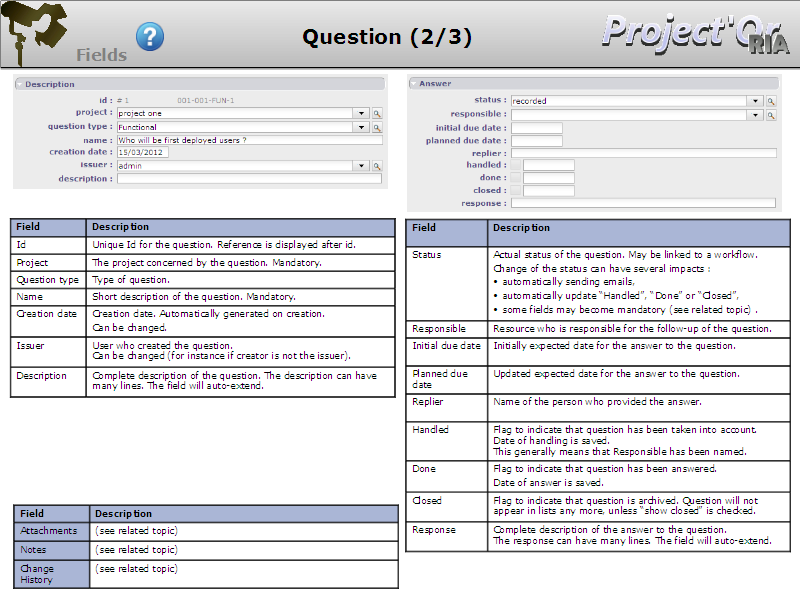 Fields
?
Question (2/3)
Project'Or
RIA
Description
id : # 1 001-001-FUN-1
project : project one
question type : Functional
name : Who will be first deployed users ?
creation date : 15/03/2012
issuer : admin
description :
Answer
status : recorded
responsible :
initial due date :
planned due date :
replier :
handled :
done :
closed :
response :
Field Description
Id Unique Id for the question. Reference is displayed after id.
Project The project concerned by the question. Mandatory.
Question type Type of question.
Name Short description of the question. Mandatory.
Creation date Creation date. Automatically generated on creation.
Can be changed.
Issuer User who created the question.
Can be changed (for instance if creator is not the issuer).
Description Complete description of the question. The description can have
many lines. The field will auto-extend.
Field Description
Attachments (see related topic)
Notes (see related topic)
Change (see related topic)
History
Field Description
Status Actual status of the question. May be linked to a workflow.
Change of the status can have several impacts :
• automatically sending emails,
• automatically update “Handled”, “Done” or “Closed”,
• some fields may become mandatory (see related topic) .
Responsible Resource who is responsible for the follow-up of the question.
Initial due date Initially expected date for the answer to the question.
Planned due Updated expected date for the answer to the question.
date
Replier Name of the person who provided the answer.
Handled Flag to indicate that question has been taken into account.
Date of handling is saved.
This generally means that Responsible has been named.
Done Flag to indicate that question has been answered.
Date of answer is saved.
Closed Flag to indicate that question is archived. Question will not
appear in lists any more, unless “show closed” is checked.
Response Complete description of the answer to the question.
The response can have many lines. The field will auto-extend.